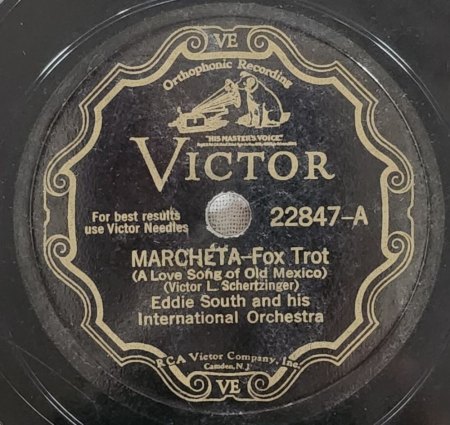 VE
Orthophonic Recording
"HIS MASTER'S VOICE"
VICTOR
For best results
use Victor Needles
22847-A
MARCHETA-Fox Trot
(A Love Song of Old Mexico)
(Victor L. Schertzinger)
Eddie South and his
International Orchestra
RCA Victor Company, Inc.
Camden, N.J.
VE